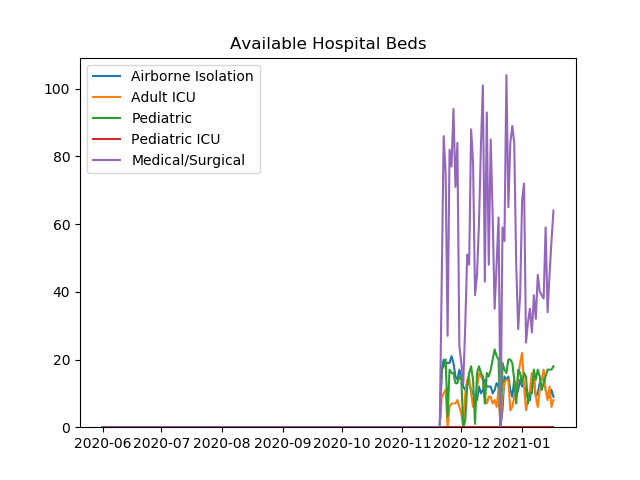 Available Hospital Beds
Airborne Isolation
Adult ICU
Pediatric
Pediatric ICU
Medical/Surgical
100
80
60
40
20
0
2020-06 2020-07 2020-08 2020-09 2020-10 2020-11 2020-12 2021-01